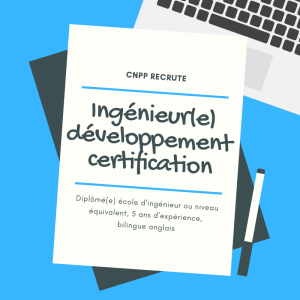 CNPP RECRUTE
Ingénieur(e)
développement
certification
Diplômé(e) école d'ingénieur ou niveau
équivalent, 5 ans d'expérience,
bilingue anglais